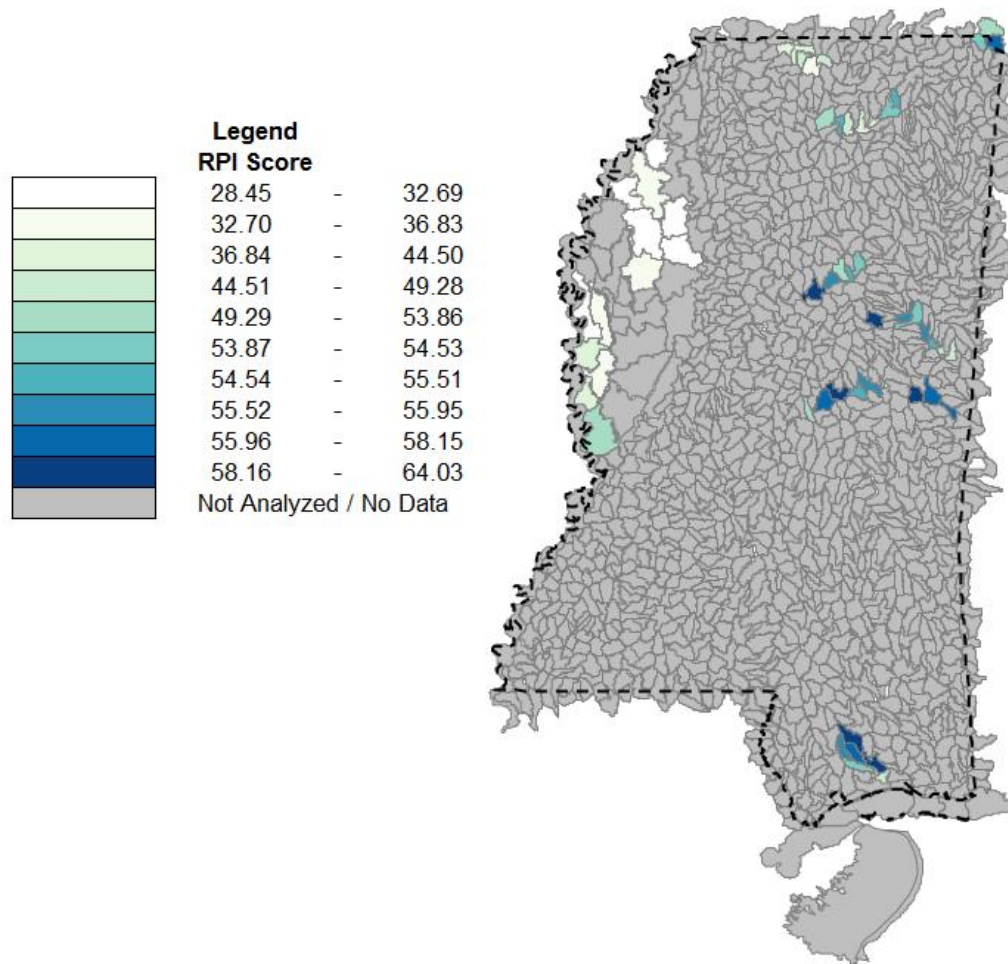 Legend
RPI Score
28.45 - 32.69
32.70 - 36.83
36.84 - 44.50
44.51 - 49.28
49.29 - 53.86
53.87 - 54.53
54.54 - 55.51
55.52 - 55.95
55.96 - 58.15
58.16 - 64.03
Not Analyzed / No Data